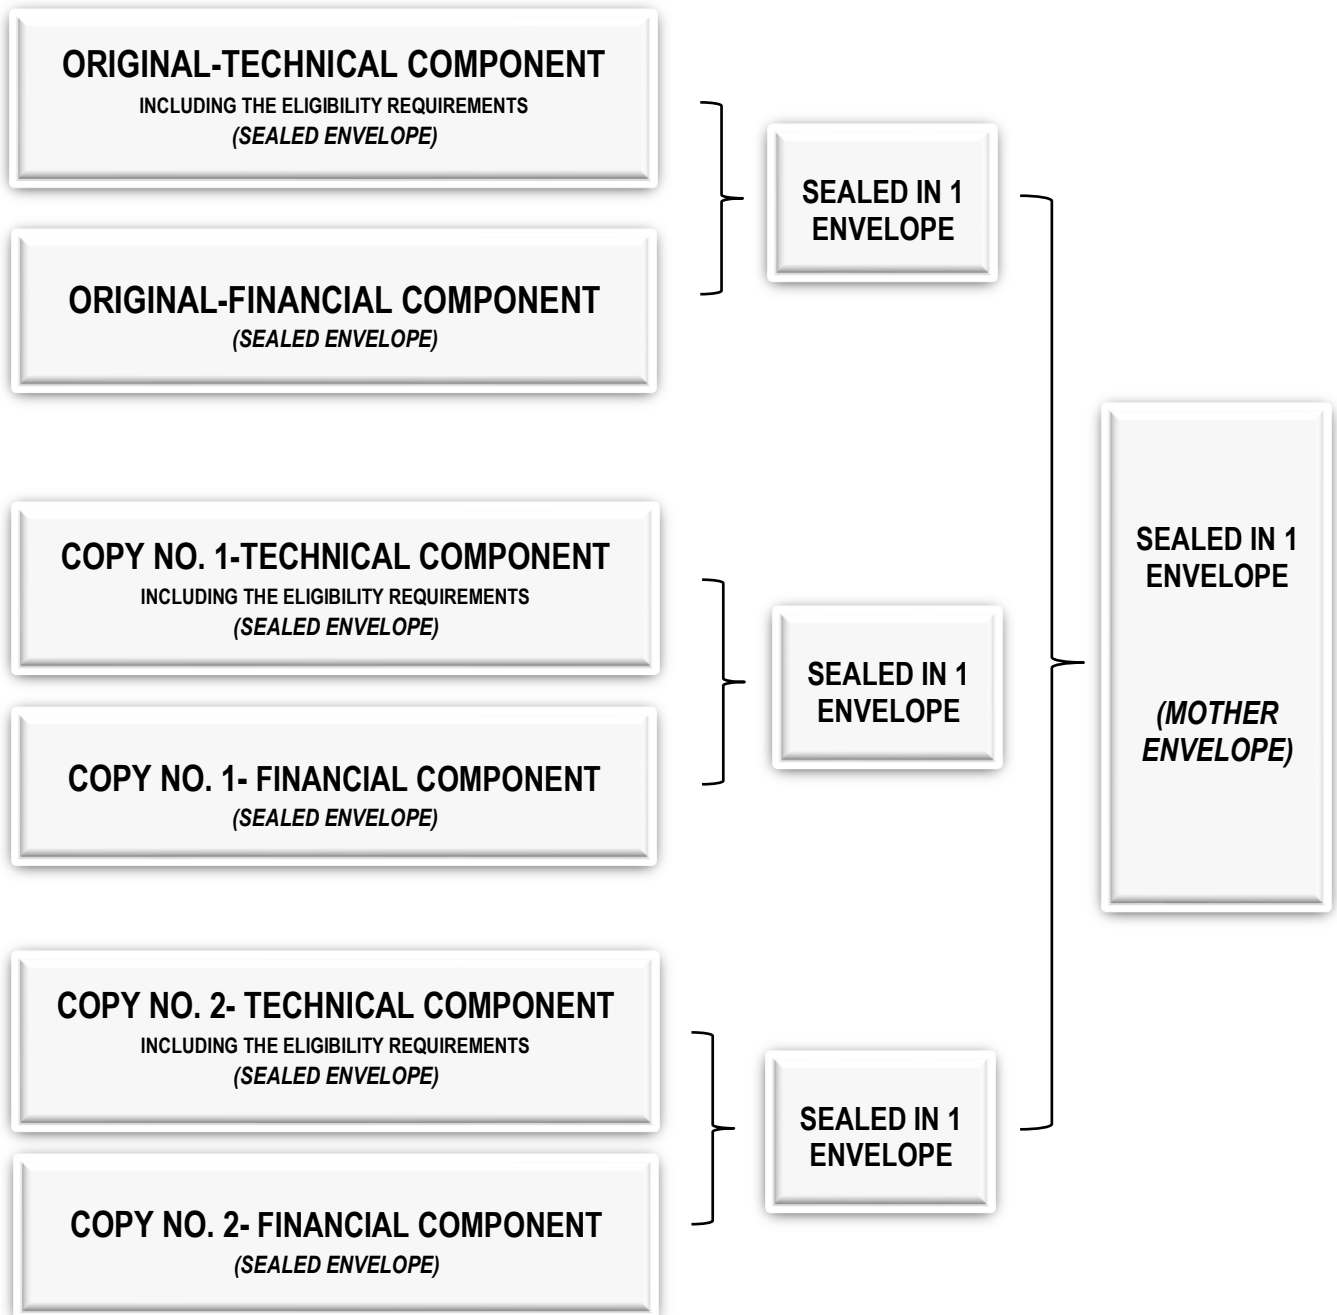 ORIGINAL-TECHNICAL COMPONENT
INCLUDING THE ELIGIBILITY REQUIREMENTS
(SEALED ENVELOPE)
ORIGINAL-FINANCIAL COMPONENT
(SEALED ENVELOPE)
SEALED IN 1
ENVELOPE
COPY NO. 1-TECHNICAL COMPONENT
INCLUDING THE ELIGIBILITY REQUIREMENTS
(SEALED ENVELOPE)
COPY NO. 1- FINANCIAL COMPONENT
(SEALED ENVELOPE)
SEALED IN 1
ENVELOPE
COPY NO. 2- TECHNICAL COMPONENT
INCLUDING THE ELIGIBILITY REQUIREMENTS
(SEALED ENVELOPE)
COPY NO. 2- FINANCIAL COMPONENT
(SEALED ENVELOPE)
SEALED IN 1
ENVELOPE
SEALED IN 1
ENVELOPE
(MOTHER
ENVELOPE)